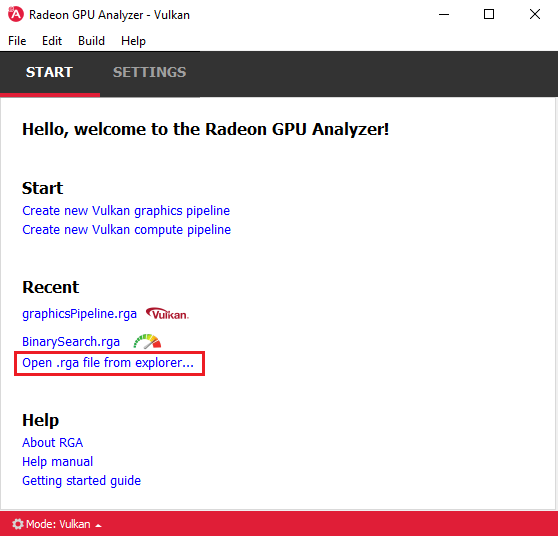 Radeon GPU Analyzer - Vulkan
File Edit Build Help
START SETTINGS
Hello, welcome to the Radeon GPU Analyzer!
Start
Create new Vulkan graphics pipeline
Create new Vulkan compute pipeline
Recent
graphicsPipeline.rga Vulkan.
BinarySearch.rga
Open .rga file from explorer...
Help
About RGA
Help manual
Getting started guide
Mode: Vulkan